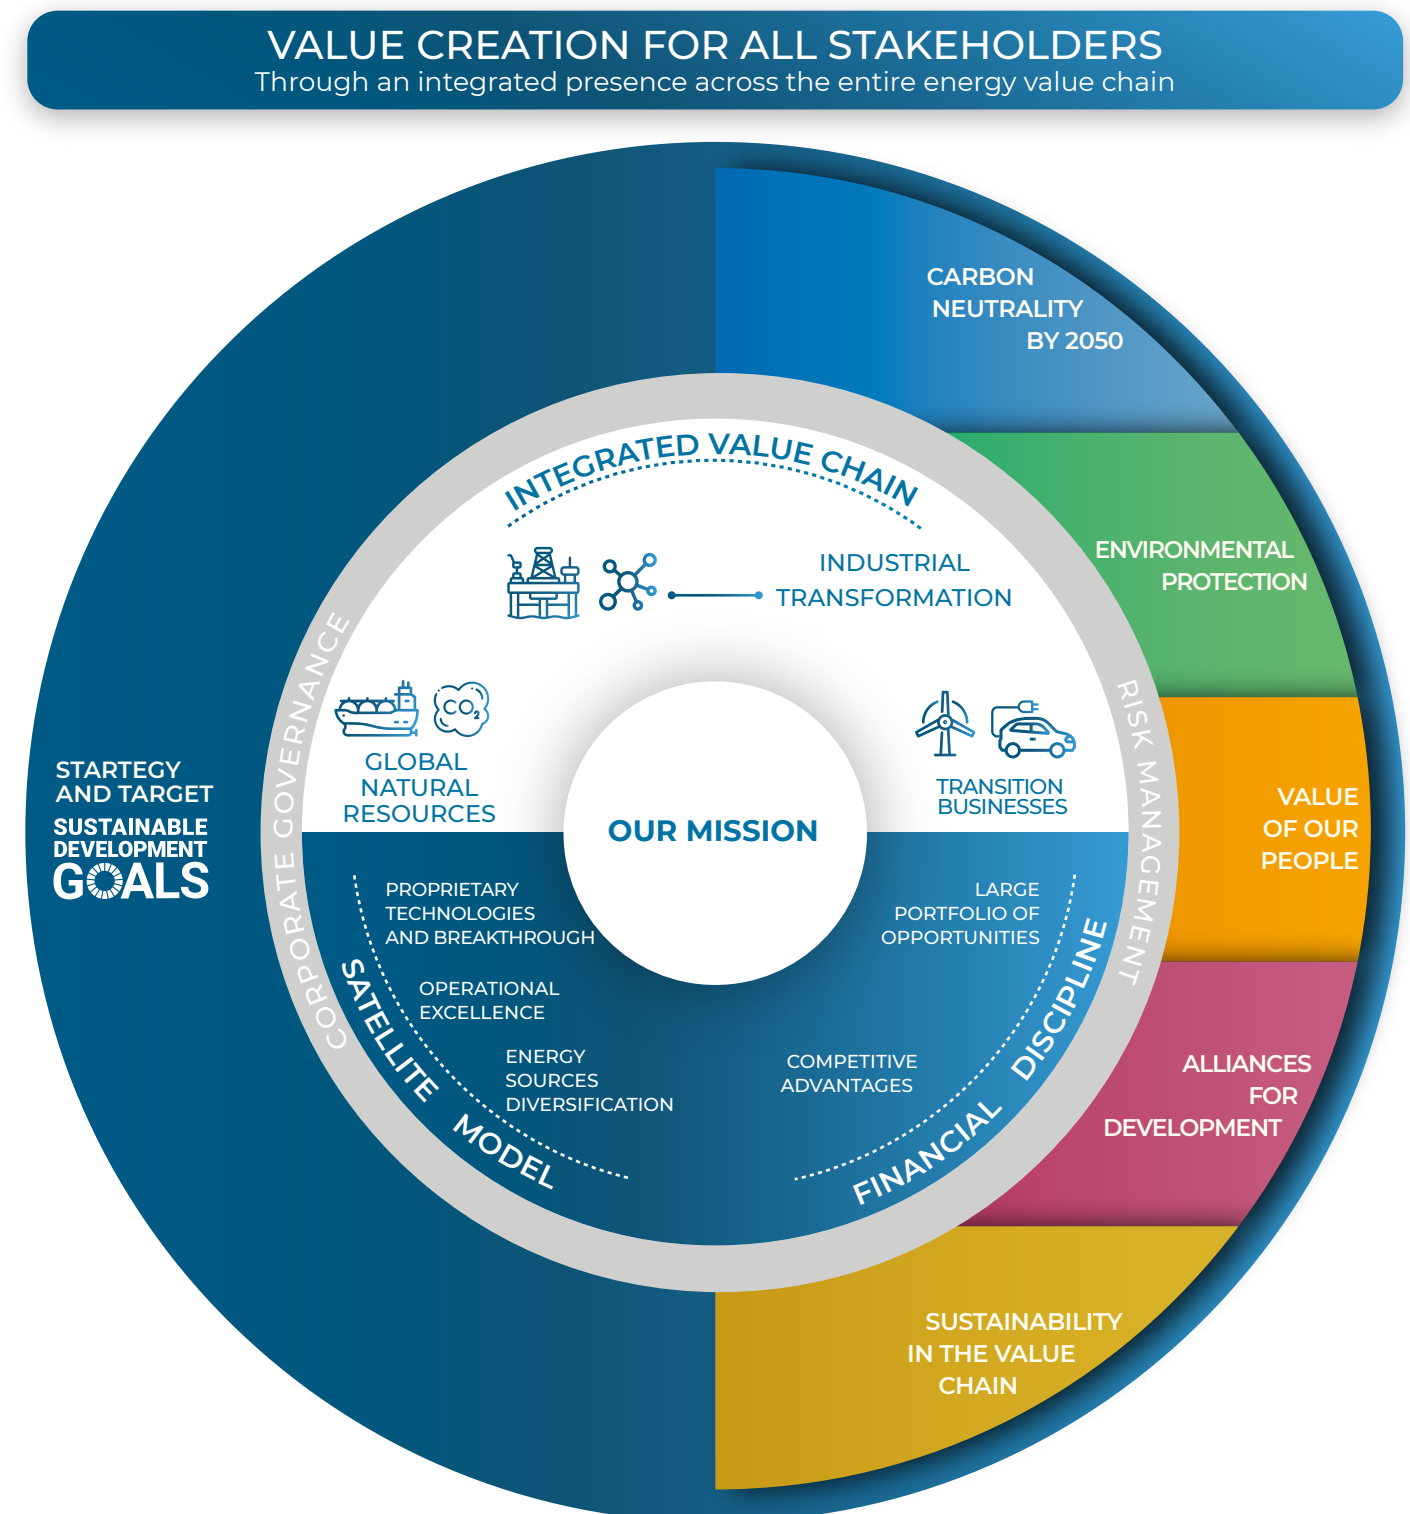 VALUE CREATION FOR ALL STAKEHOLDERS
Through an integrated presence across the entire energy value chain
CARBON
NEUTRALITY
BY 2050
ENVIRONMENTAL
PROTECTION
VALUE
OF OUR
PEOPLE
ALLIANCES
FOR
DEVELOPMENT
SUSTAINABILITY
IN THE VALUE
CHAIN
STARTEGY
AND TARGET
SUSTAINABLE
DEVELOPMENT
GOALS
CORPORATE GOVERNANCE
RISK MANAGEMENT
INTEGRATED VALUE CHAIN
INDUSTRIAL
TRANSFORMATION
CO2
GLOBAL
NATURAL
RESOURCES
TRANSITION
BUSINESSES
OUR MISSION
PROPRIETARY
TECHNOLOGIES
AND BREAKTHROUGH
OPERATIONAL
EXCELLENCE
ENERGY
SOURCES
DIVERSIFICATION
SATELLITE MODEL
LARGE
PORTFOLIO OF
OPPORTUNITIES
COMPETITIVE
ADVANTAGES
FINANCIAL DISCIPLINE